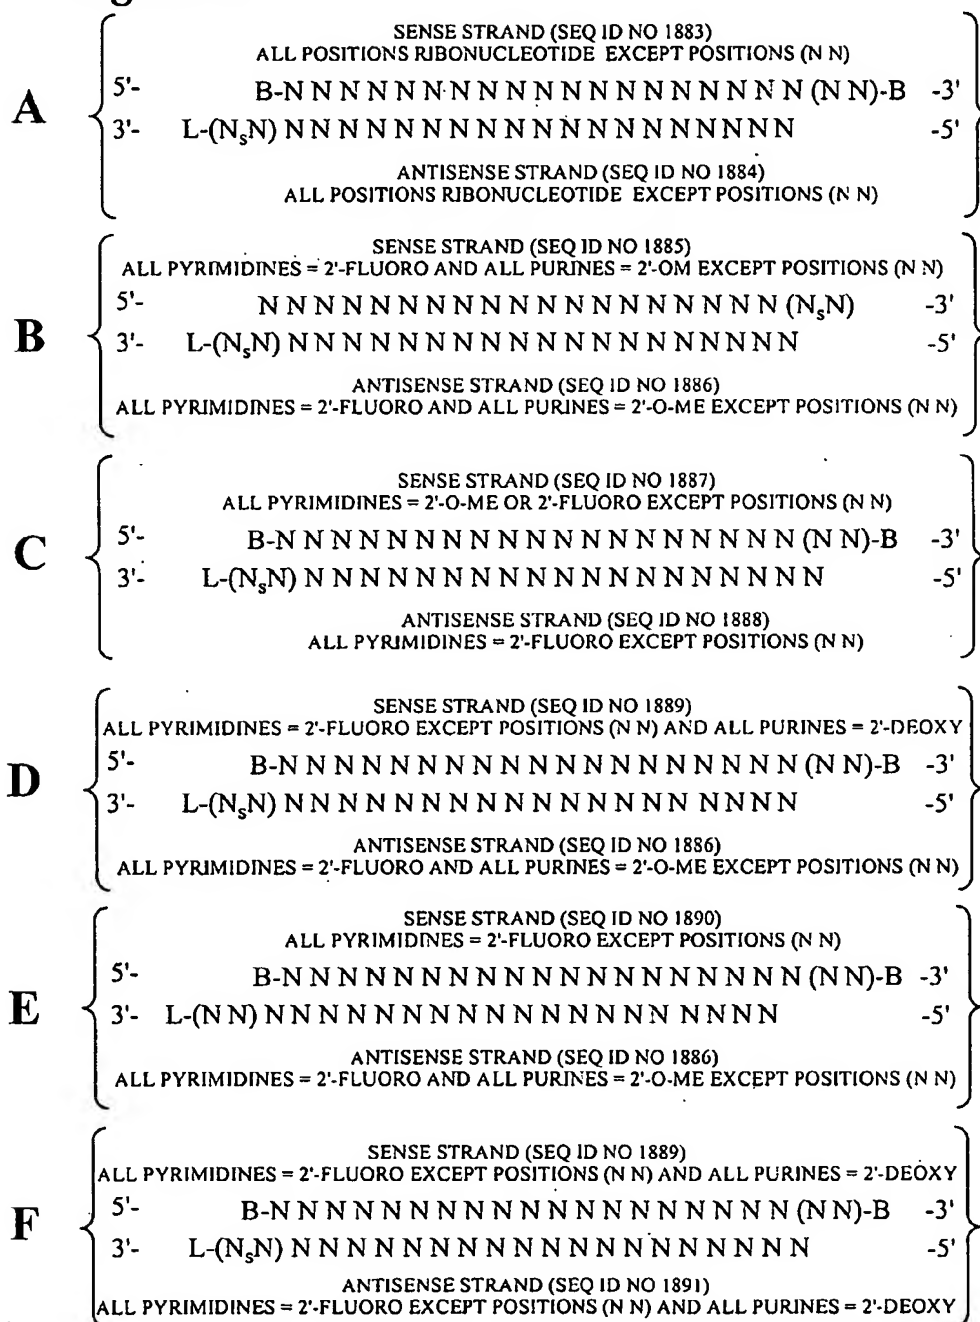 SENSE STRAND (SEQ ID NO 1883)
ALL POSITIONS RIBONUCLEOTIDE EXCEPT POSITIONS (N N)
A
5'- B-N N N N N N N N N N N N N N N N N N N (N N)-B -3'
3'- L-(NsN) N N N N N N N N N N N N N N N N N N N -5'
ANTISENSE STRAND (SEQ ID NO 1884)
ALL POSITIONS RIBONUCLEOTIDE EXCEPT POSITIONS (N N)
SENSE STRAND (SEQ ID NO 1885)
ALL PYRIMIDINES = 2'-FLUORO AND ALL PURINES = 2'-OM EXCEPT POSITIONS (N N)
B
5'- N N N N N N N N N N N N N N N N N N N (NsN) -3'
3'- L-(NsN) N N N N N N N N N N N N N N N N N N N -5'
ANTISENSE STRAND (SEQ ID NO 1886)
ALL PYRIMIDINES = 2'-FLUORO AND ALL PURINES = 2'-O-ME EXCEPT POSITIONS (N N)
SENSE STRAND (SEQ ID NO 1887)
ALL PYRIMIDINES = 2'-O-ME OR 2'-FLUORO EXCEPT POSITIONS (N N)
C
5'- B-N N N N N N N N N N N N N N N N N N N (N N)-B -3'
3'- L-(NsN) N N N N N N N N N N N N N N N N N N N -5'
ANTISENSE STRAND (SEQ ID NO 1888)
ALL PYRIMIDINES = 2'-FLUORO EXCEPT POSITIONS (N N)
SENSE STRAND (SEQ ID NO 1889)
ALL PYRIMIDINES = 2'-FLUORO EXCEPT POSITIONS (N N) AND ALL PURINES = 2'-DEOXY
D
5'- B-N N N N N N N N N N N N N N N N N N N (N N)-B -3'
3'- L-(NsN) N N N N N N N N N N N N N N N N N N N -5'
ANTISENSE STRAND (SEQ ID NO 1886)
ALL PYRIMIDINES = 2'-FLUORO AND ALL PURINES = 2'-O-ME EXCEPT POSITIONS (N N)
SENSE STRAND (SEQ ID NO 1890)
ALL PYRIMIDINES = 2'-FLUORO EXCEPT POSITIONS (N N)
E
5'- B-N N N N N N N N N N N N N N N N N N N (N N)-B -3'
3'- L-(N N) N N N N N N N N N N N N N N N N N N N -5'
ANTISENSE STRAND (SEQ ID NO 1886)
ALL PYRIMIDINES = 2'-FLUORO AND ALL PURINES = 2'-O-ME EXCEPT POSITIONS (N N)
SENSE STRAND (SEQ ID NO 1889)
ALL PYRIMIDINES = 2'-FLUORO EXCEPT POSITIONS (N N) AND ALL PURINES = 2'-DEOXY
F
5'- B-N N N N N N N N N N N N N N N N N N N (N N)-B -3'
3'- L-(NsN) N N N N N N N N N N N N N N N N N N N -5'
ANTISENSE STRAND (SEQ ID NO 1891)
ALL PYRIMIDINES = 2'-FLUORO EXCEPT POSITIONS (N N) AND ALL PURINES = 2'-DEOXY